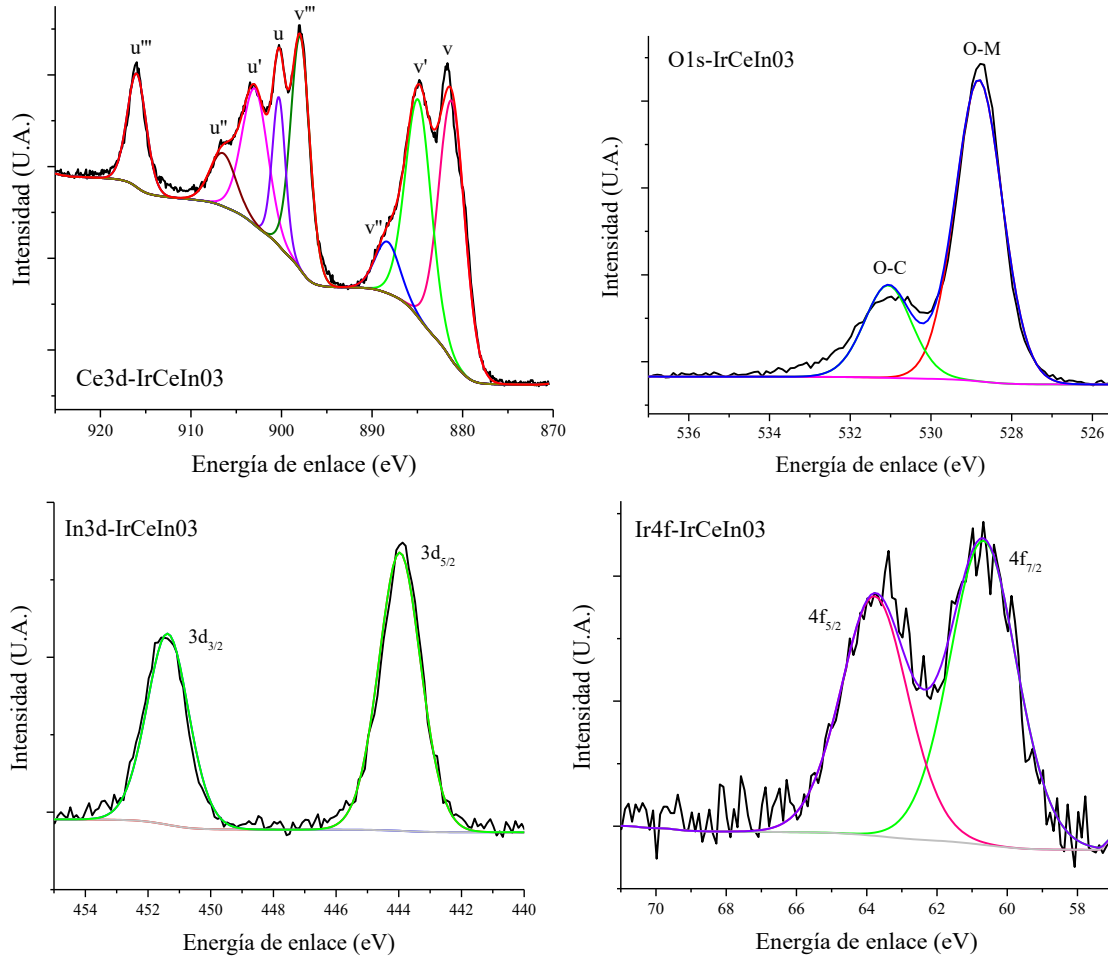 u'''
u''
u'
u
v'''
v''
v'
v
Ce3d-IrCeIn03
Intensidad (U.A.)
920 910 900 890 880 870
Energía de enlace (eV)
O1s-IrCeIn03
O-M
O-C
Intensidad (U.A.)
536 534 532 530 528 526
Energía de enlace (eV)
In3d-IrCeIn03
3d5/2
3d3/2
Intensidad (U.A.)
454 452 450 448 446 444 442 440
Energía de enlace (eV)
Ir4f-IrCeIn03
4f7/2
4f5/2
Intensidad (U.A.)
70 68 66 64 62 60 58
Energía de enlace (eV)